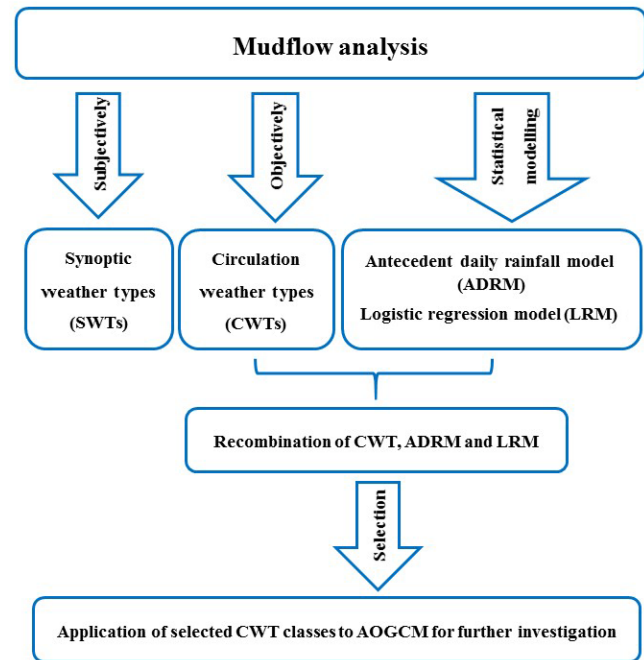 Mudflow analysis
Subjectively
Objectively
Statistical
modelling
Synoptic
weather types
(SWTs)
Circulation
weather types
(CWTs)
Antecedent daily rainfall model
(ADRM)
Logistic regression model (LRM)
Recombination of CWT, ADRM and LRM
Selection
Application of selected CWT classes to AOGCM for further investigation